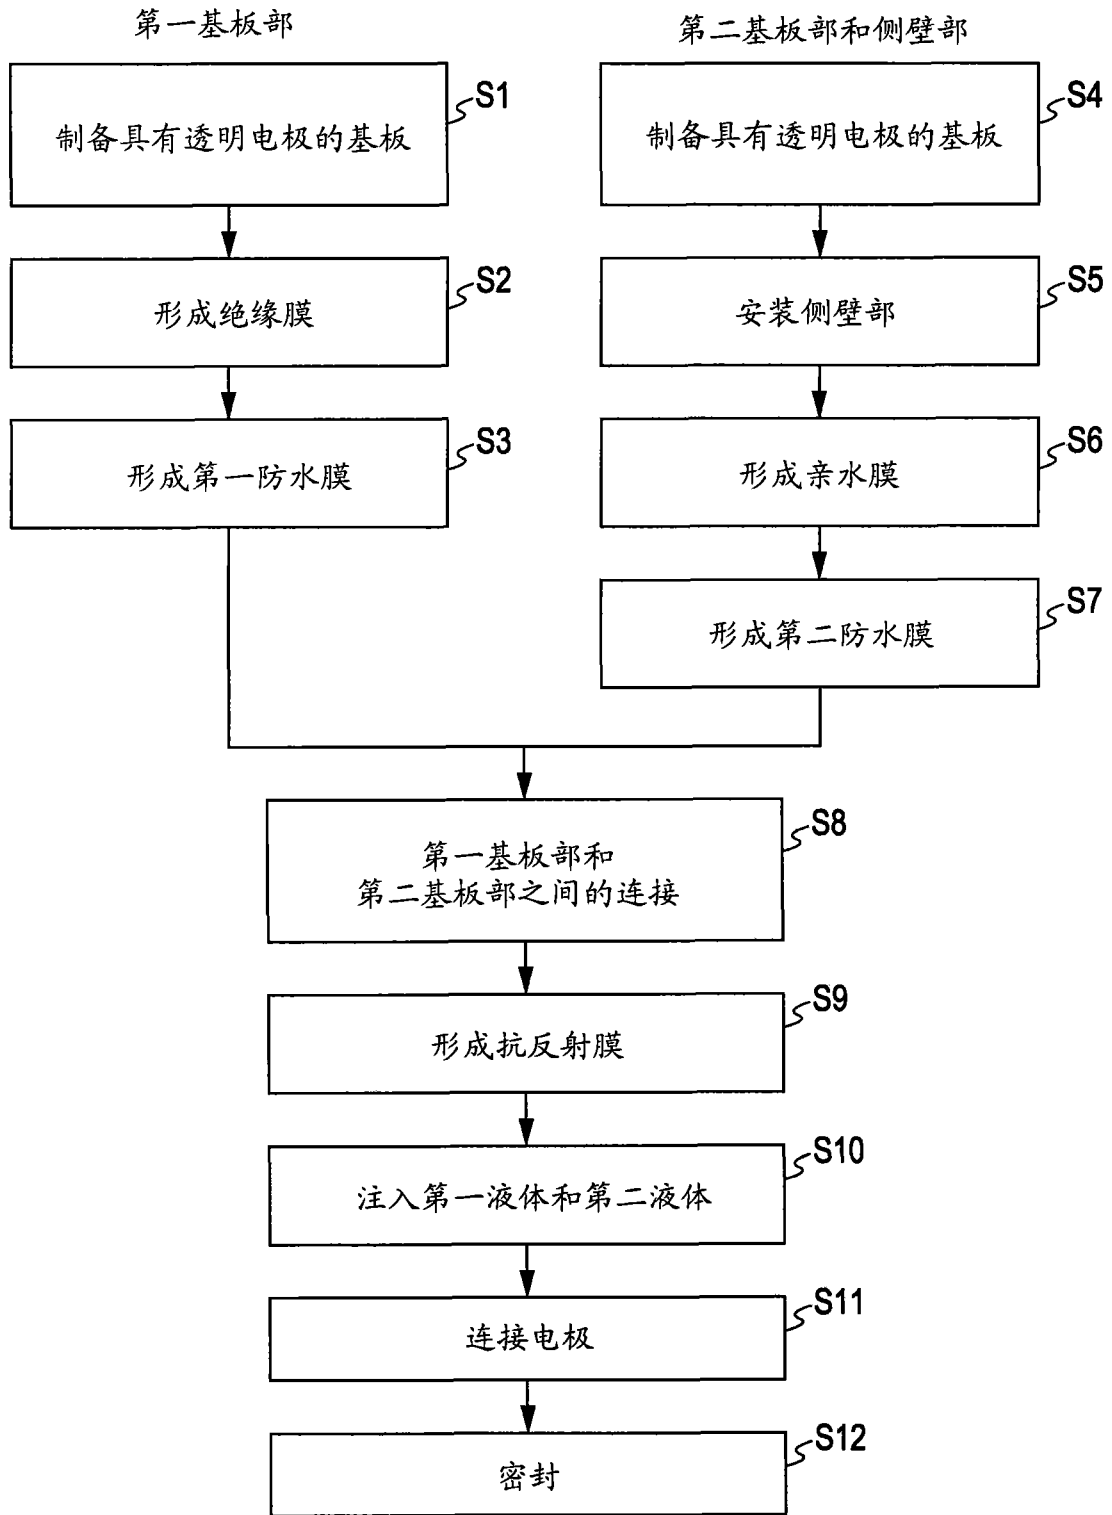 第一基板部
第二基板部和侧壁部
制备具有透明电极的基板
S1
制备具有透明电极的基板
S4
形成绝缘膜
S2
安装侧壁部
S5
形成第一防水膜
S3
形成亲水膜
S6
形成第二防水膜
S7
第一基板部和
第二基板部之间的连接
S8
形成抗反射膜
S9
注入第一液体和第二液体
S10
连接电极
S11
密封
S12